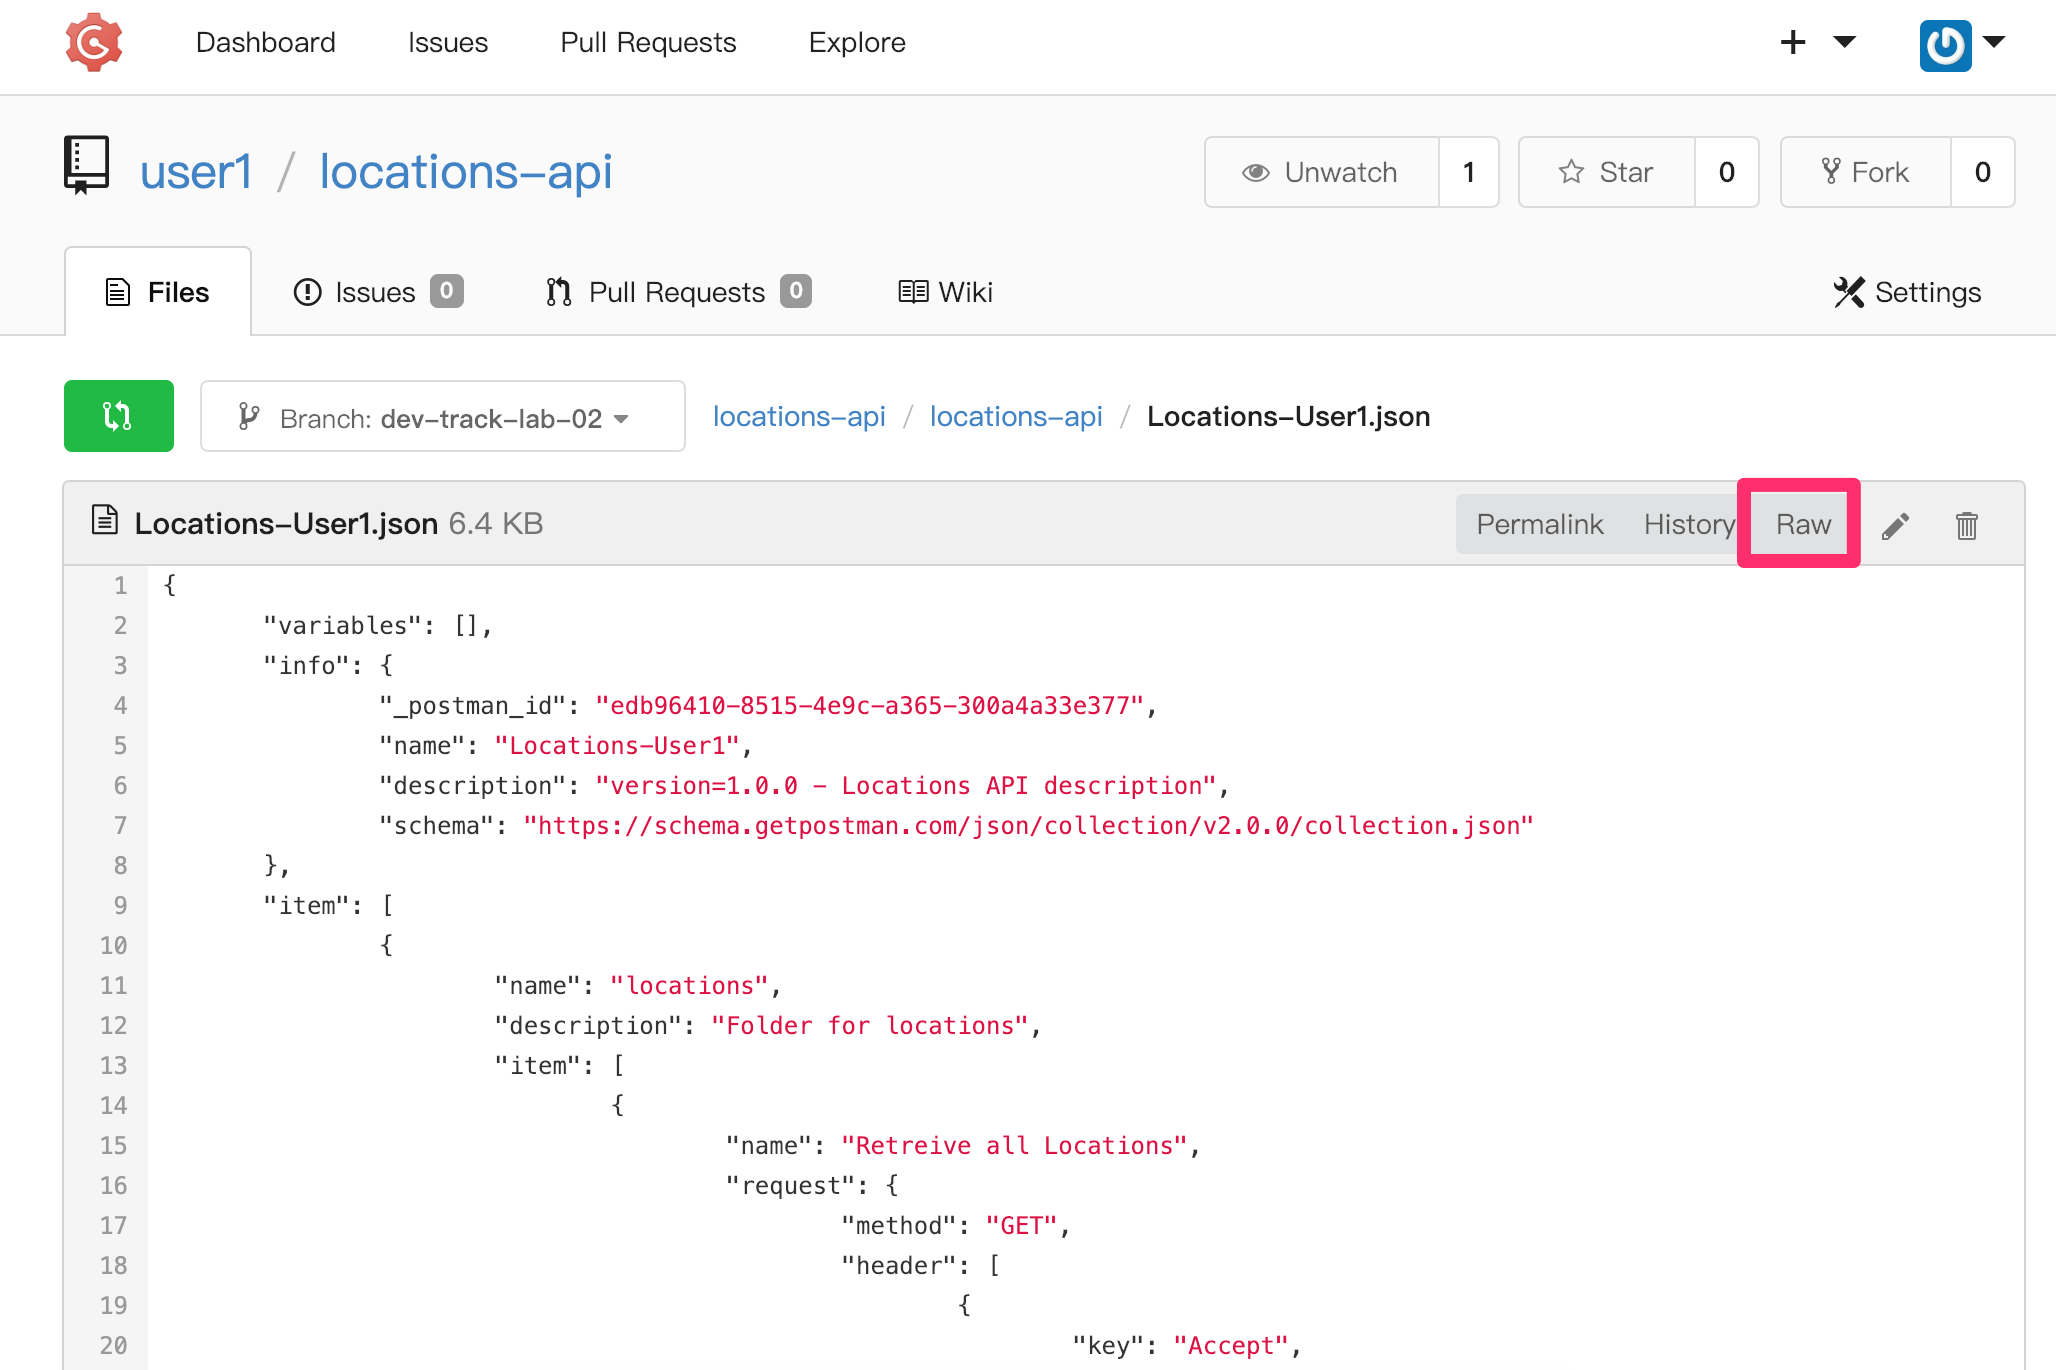 Dashboard Issues Pull Requests Explore
user1 / locations-api Unwatch 1 Star 0 Fork 0
Files Issues 0 Pull Requests 0 Wiki Settings
Branch: dev-track-lab-02 locations-api / locations-api / Locations-User1.json
Locations-User1.json 6.4 KB Permalink History Raw
1 {
2 "variables": [],
3 "info": {
4 "_postman_id": "edb96410-8515-4e9c-a365-300a4a33e377",
5 "name": "Locations-User1",
6 "description": "version=1.0.0 - Locations API description",
7 "schema": "https://schema.getpostman.com/json/collection/v2.0.0/collection.json"
8 },
9 "item": [
10 {
11 "name": "locations",
12 "description": "Folder for locations",
13 "item": [
14 {
15 "name": "Retreive all Locations",
16 "request": {
17 "method": "GET",
18 "header": [
19 {
20 "key": "Accept",